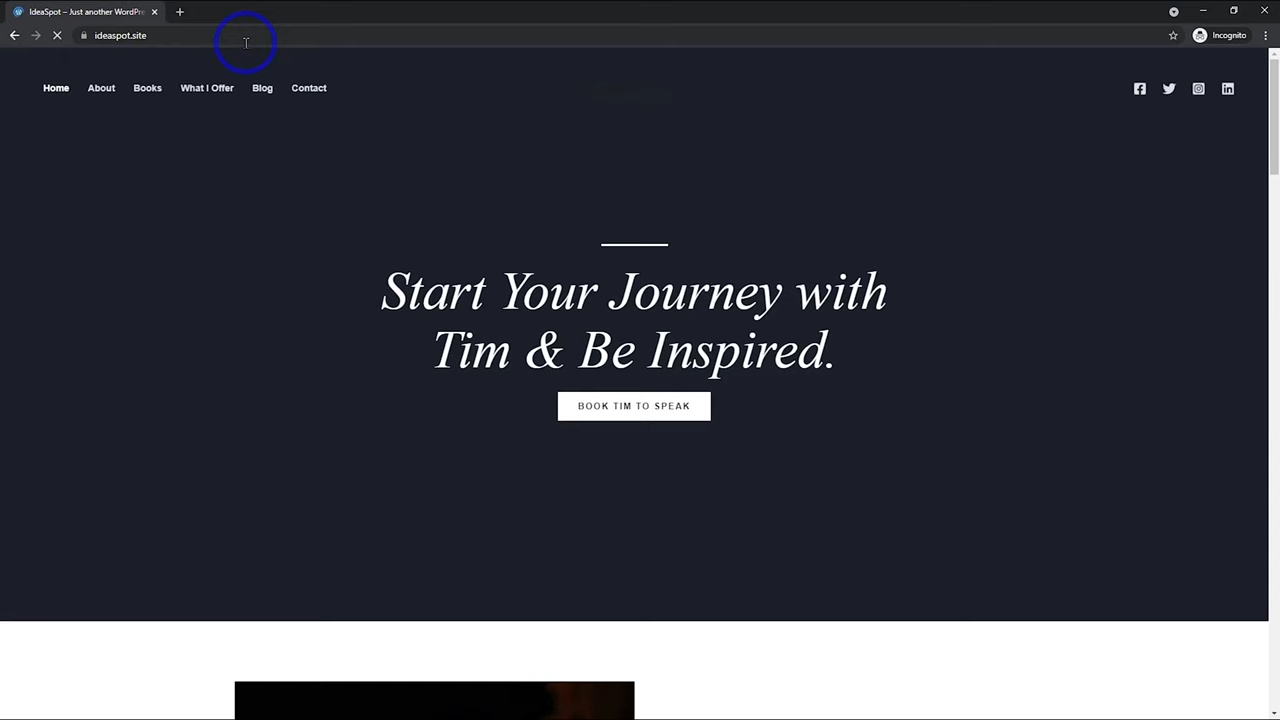 IdeaSpot – Just another WordPre
ideaspot.site
Incognito
Home About Books What I Offer Blog Contact
Start Your Journey with
Tim & Be Inspired.
BOOK TIM TO SPEAK